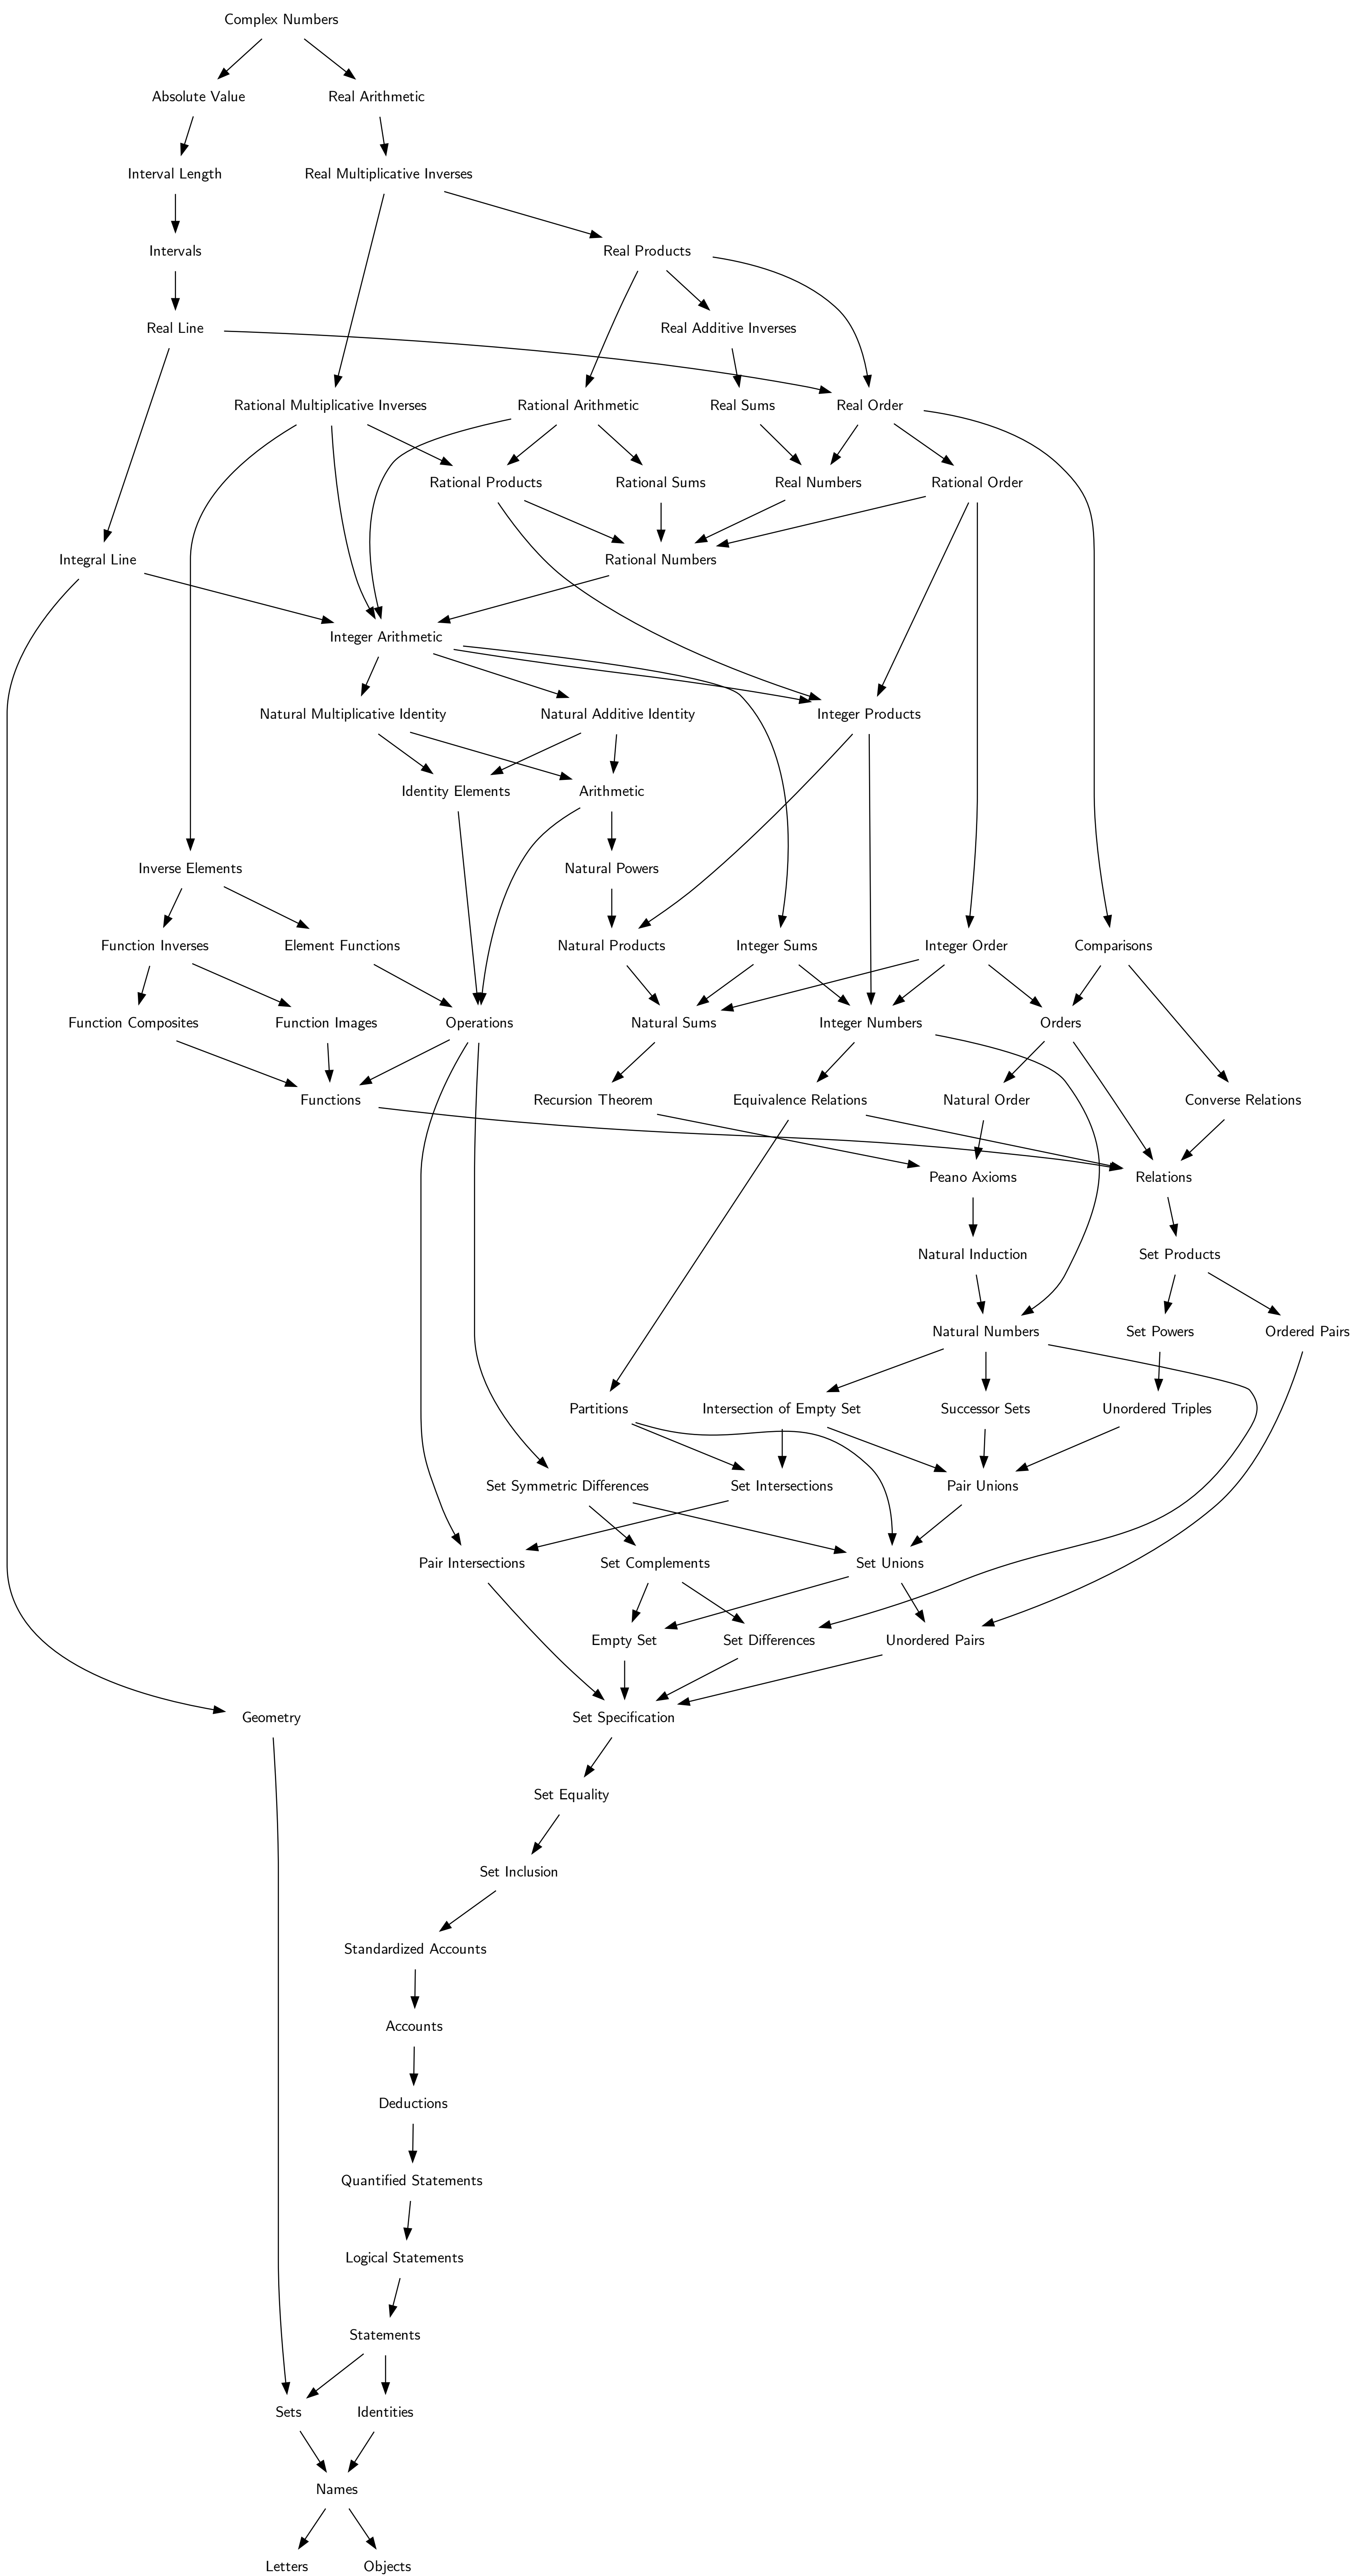 Complex Numbers
Absolute Value
Real Arithmetic
Interval Length
Real Multiplicative Inverses
Intervals
Real Products
Real Line
Real Additive Inverses
Rational Multiplicative Inverses
Rational Arithmetic
Real Sums
Real Order
Rational Products
Rational Sums
Real Numbers
Rational Order
Integral Line
Rational Numbers
Integer Arithmetic
Natural Multiplicative Identity
Natural Additive Identity
Integer Products
Identity Elements
Arithmetic
Inverse Elements
Natural Powers
Function Inverses
Element Functions
Natural Products
Integer Sums
Integer Order
Comparisons
Function Composites
Function Images
Operations
Natural Sums
Integer Numbers
Orders
Functions
Recursion Theorem
Equivalence Relations
Natural Order
Converse Relations
Peano Axioms
Relations
Natural Induction
Set Products
Natural Numbers
Set Powers
Ordered Pairs
Partitions
Intersection of Empty Set
Successor Sets
Unordered Triples
Set Symmetric Differences
Set Intersections
Pair Unions
Pair Intersections
Set Complements
Set Unions
Empty Set
Set Differences
Unordered Pairs
Geometry
Set Specification
Set Equality
Set Inclusion
Standardized Accounts
Accounts
Deductions
Quantified Statements
Logical Statements
Statements
Sets
Identities
Names
Letters
Objects